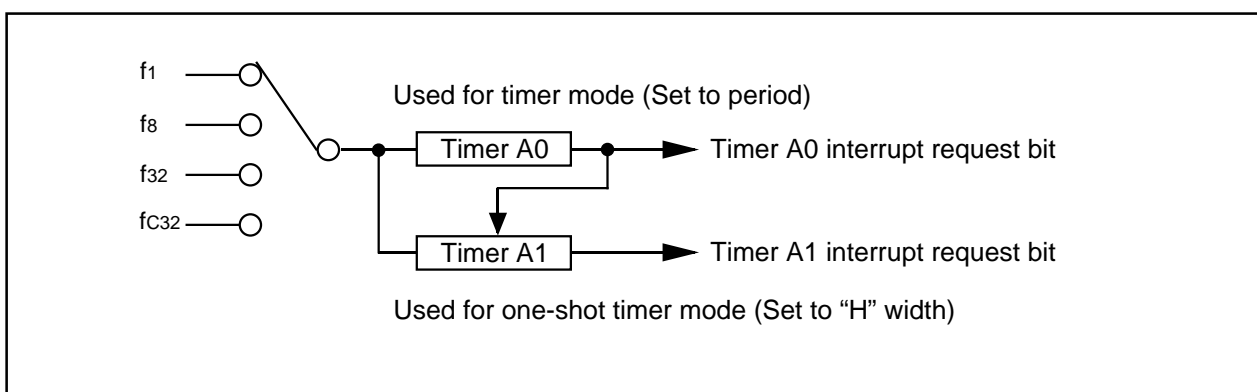 f1
Used for timer mode (Set to period)
f8
Timer A0
Timer A0 interrupt request bit
f32
fC32
Timer A1
Timer A1 interrupt request bit
Used for one-shot timer mode (Set to “H” width)